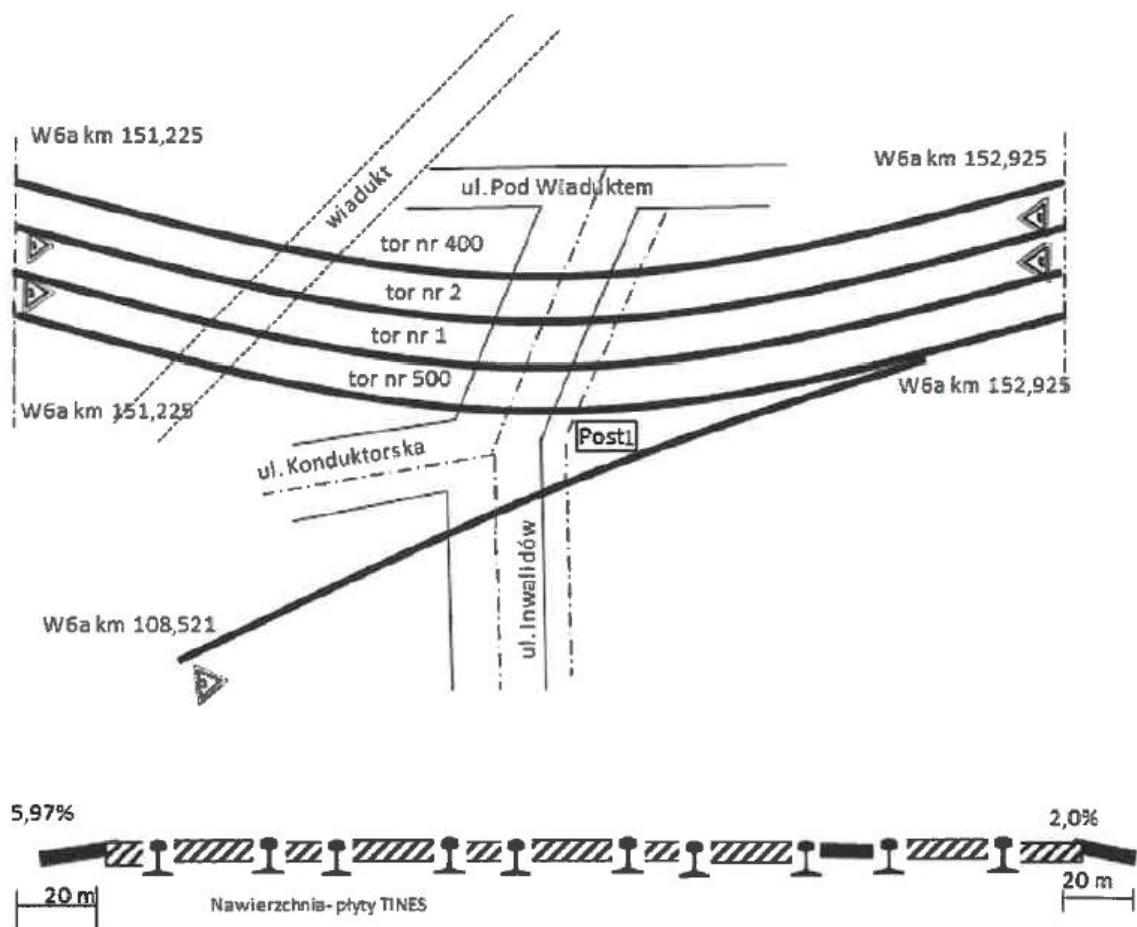 W6a km 151,225
W6a km 152,925
wiadukt
ul. Pod Wiaduktem
tor nr 400
tor nr 2
tor nr 1
tor nr 500
W6a km 151,225
W6a km 152,925
Post1
ul. Konduktorska
ul. Inwalidów
W6a km 108,521
5,97%
2,0%
20 m
20 m
Nawierzchnia- płyty TINES